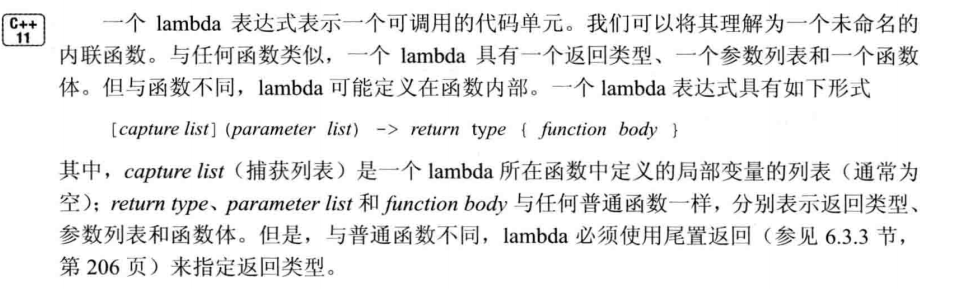 C++
11
一个 lambda 表达式表示一个可调用的代码单元。我们可以将其理解为一个未命名的
内联函数。与任何函数类似，一个 lambda 具有一个返回类型、一个参数列表和一个函数
体。但与函数不同，lambda 可能定义在函数内部。一个 lambda 表达式具有如下形式
[capture list] (parameter list) -> return type { function body }
其中，capture list（捕获列表）是一个 lambda 所在函数中定义的局部变量的列表（通常为
空）；return type、parameter list 和 function body 与任何普通函数一样，分别表示返回类型、
参数列表和函数体。但是，与普通函数不同，lambda 必须使用尾置返回（参见 6.3.3 节，
第 206 页）来指定返回类型。